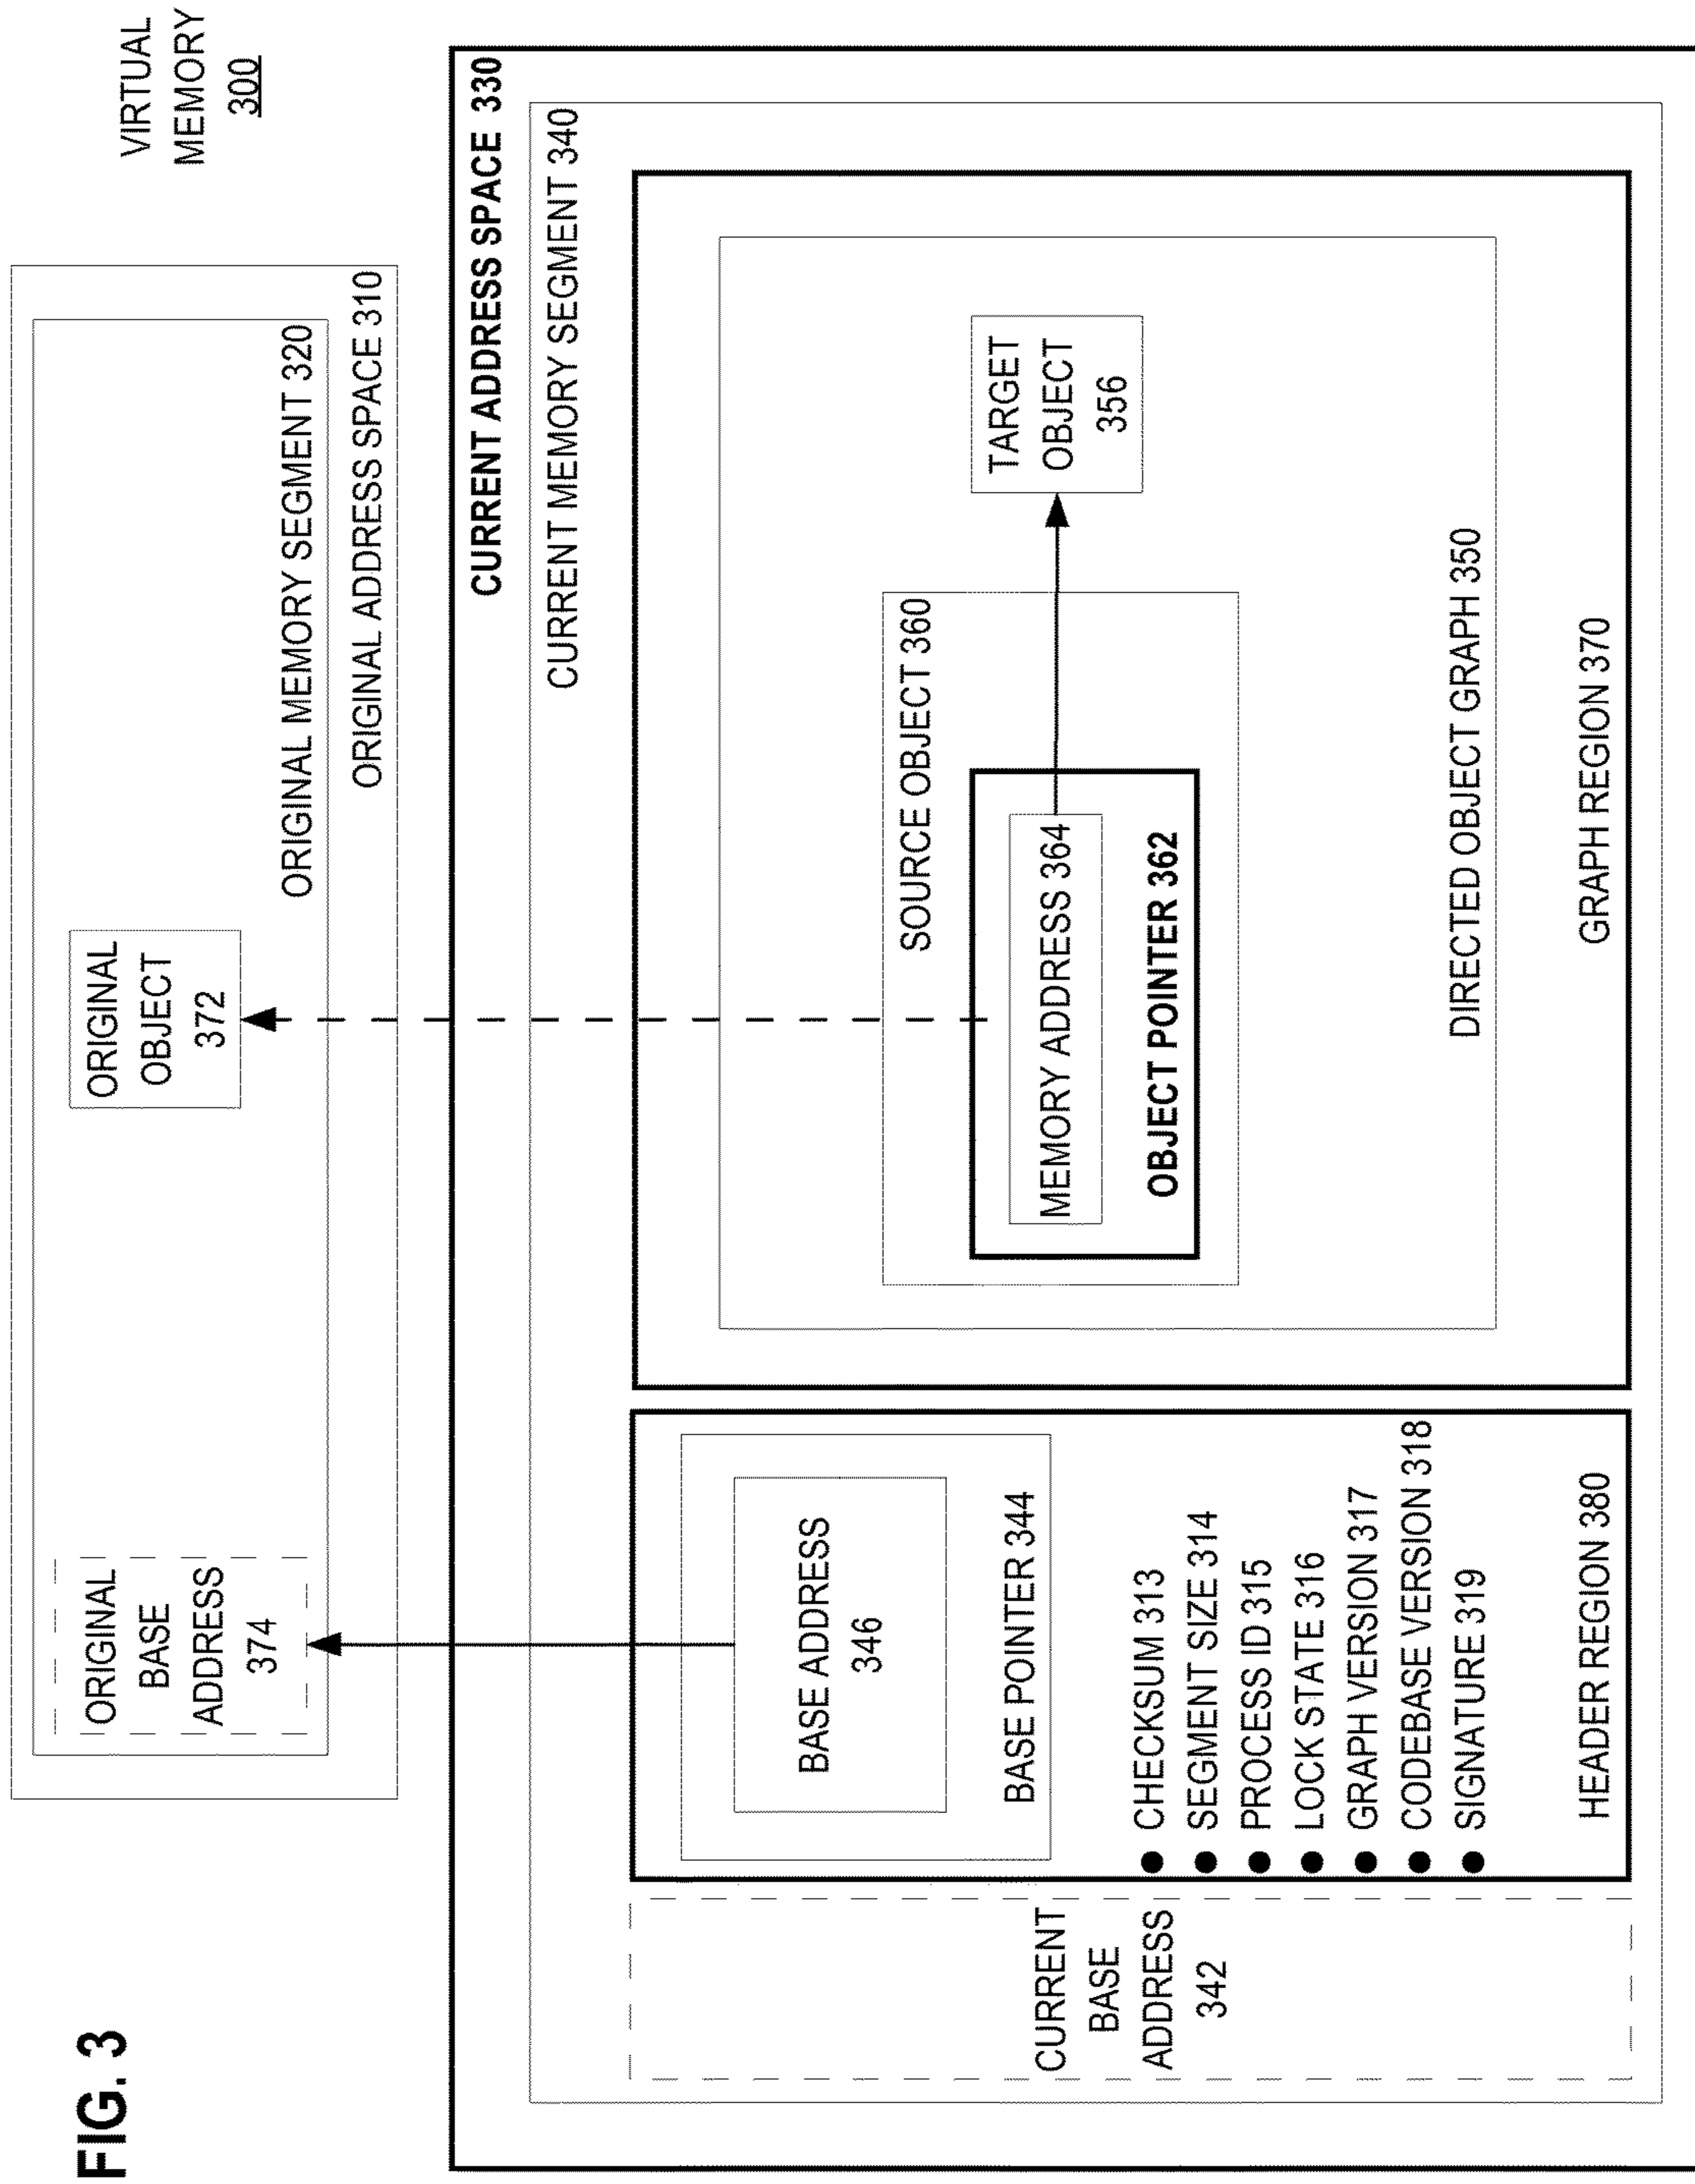 FIG. 3
VIRTUAL
MEMORY
300
ORIGINAL
BASE
ADDRESS
374
ORIGINAL
OBJECT
372
ORIGINAL MEMORY SEGMENT 320
ORIGINAL ADDRESS SPACE 310
CURRENT ADDRESS SPACE 330
CURRENT MEMORY SEGMENT 340
CURRENT
BASE
ADDRESS
342
BASE ADDRESS
346
BASE POINTER 344
● CHECKSUM 313
● SEGMENT SIZE 314
● PROCESS ID 315
● LOCK STATE 316
● GRAPH VERSION 317
● CODEBASE VERSION 318
● SIGNATURE 319
HEADER REGION 380
SOURCE OBJECT 360
MEMORY ADDRESS 364
OBJECT POINTER 362
TARGET
OBJECT
356
DIRECTED OBJECT GRAPH 350
GRAPH REGION 370